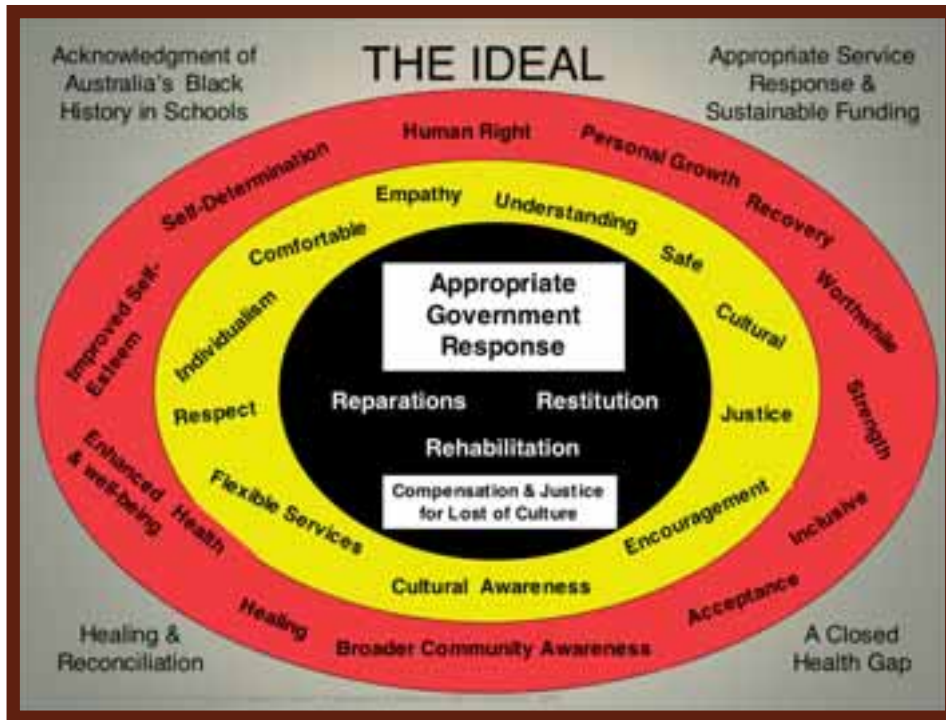 THE IDEAL
Acknowledgment of
Australia's Black
History in Schools
Appropriate Service
Response &
Sustainable Funding
Human Right
Personal Growth
Recovery
Worthwhile
Strength
Inclusive
Acceptance
Broader Community Awareness
Healing
Enhanced Health
& well-being
Improved Self-
Esteem
Self-Determination
Empathy
Understanding
Safe
Cultural
Justice
Encouragement
Cultural Awareness
Flexible Services
Respect
Individualism
Comfortable
Appropriate
Government
Response
Reparations
Restitution
Rehabilitation
Compensation & Justice
for Lost of Culture
Healing &
Reconciliation
A Closed
Health Gap